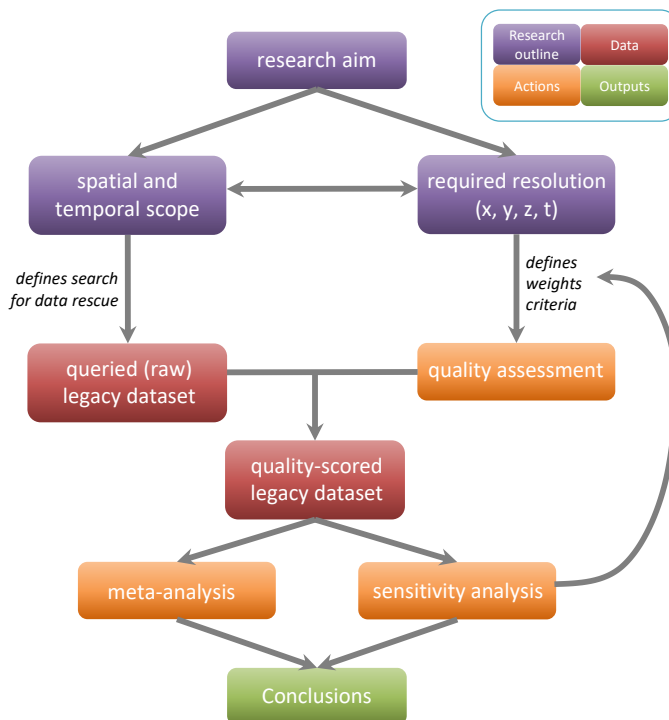 research aim
Research
outline
Data
Actions
Outputs
spatial and
temporal scope
required resolution
(x, y, z, t)
defines search
for data rescue
defines
weights
criteria
queried (raw)
legacy dataset
quality assessment
quality-scored
legacy dataset
meta-analysis
sensitivity analysis
Conclusions